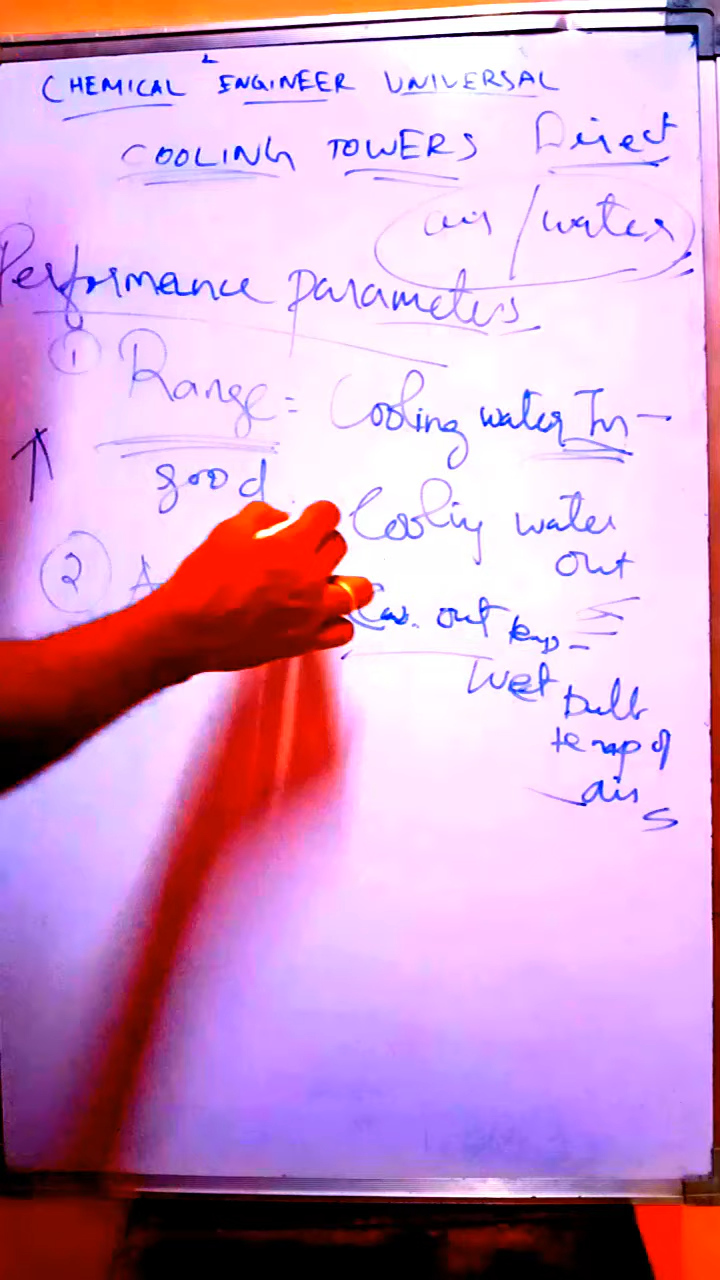 CHEMICAL ENGINEER UNIVERSAL
COOLING TOWERS Direct
air / water
Performance parameters
① Range = Cooling water In -
↑ good Cooling water
out
② A C.w. out temp -
Wet bulb
temp of
air